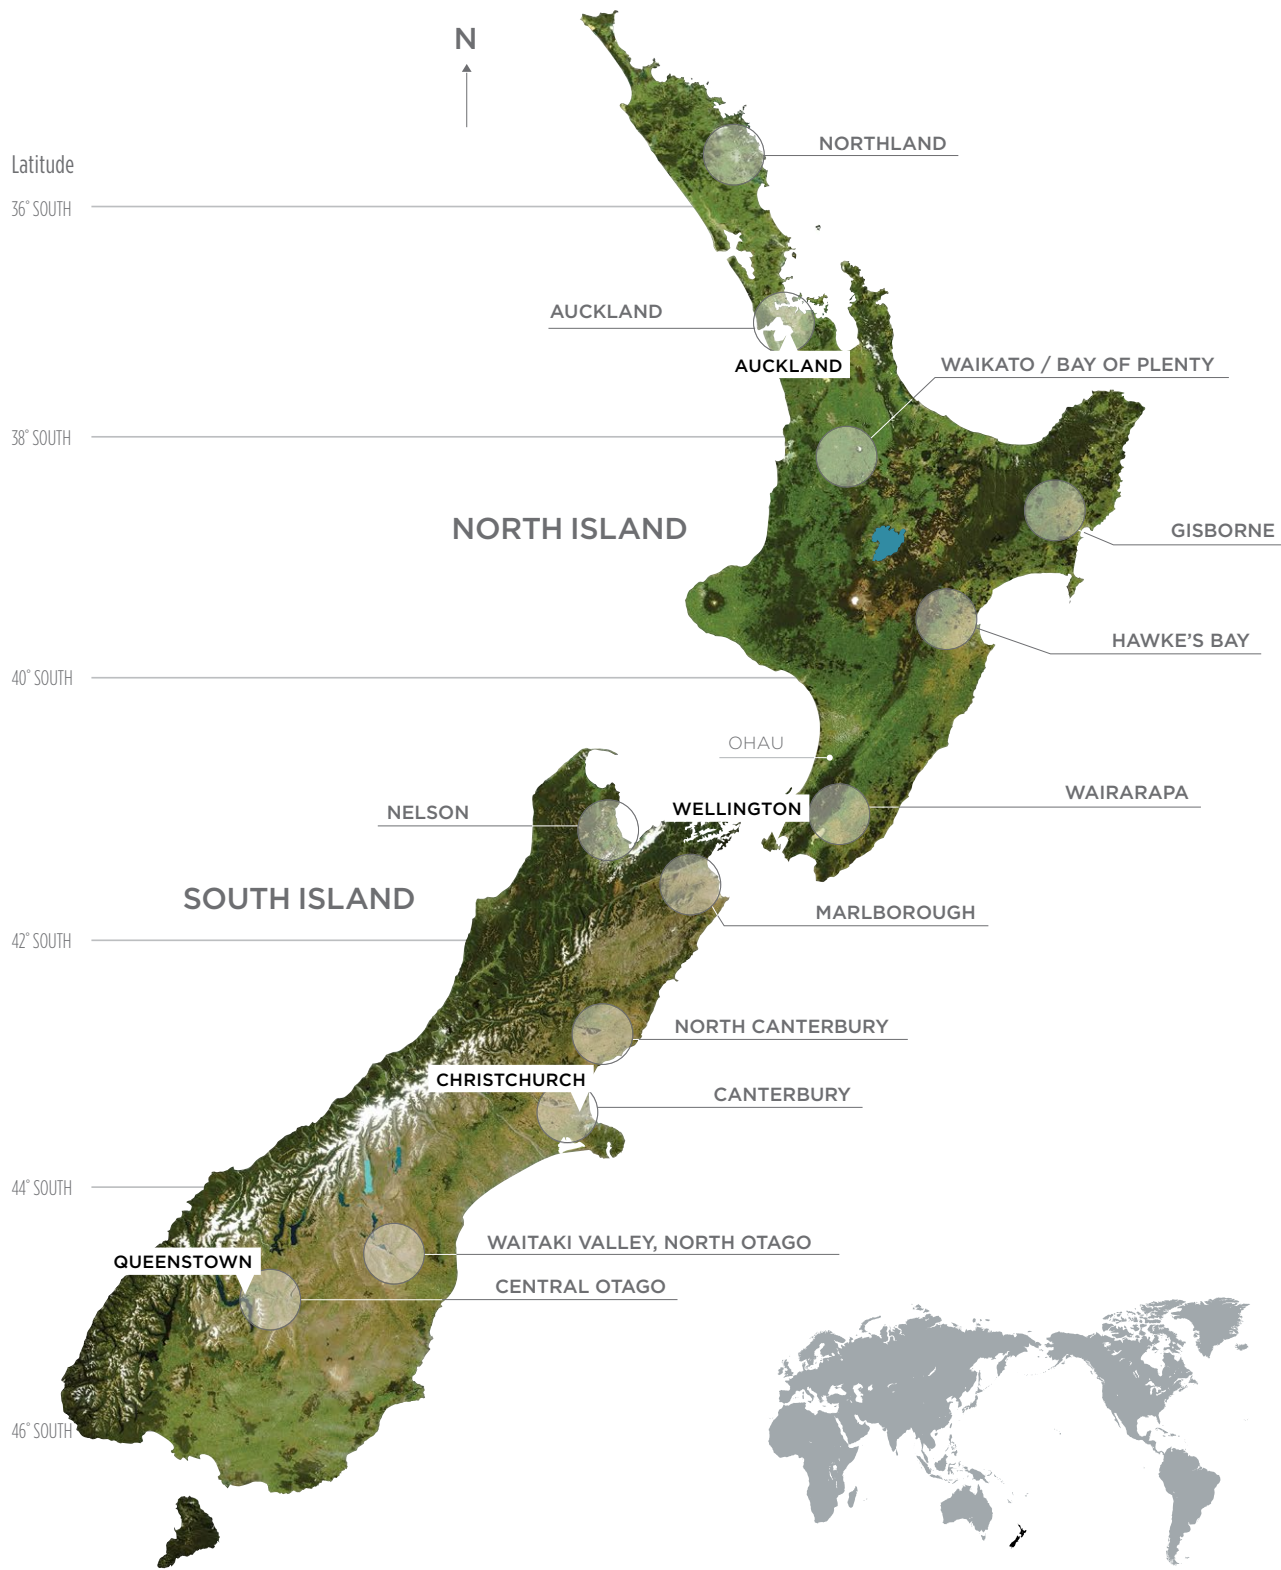 N
NORTHLAND
Latitude
36° SOUTH
AUCKLAND
AUCKLAND
WAIKATO / BAY OF PLENTY
38° SOUTH
NORTH ISLAND
GISBORNE
HAWKE'S BAY
40° SOUTH
OHAU
WAIRARAPA
WELLINGTON
NELSON
SOUTH ISLAND
MARLBOROUGH
42° SOUTH
NORTH CANTERBURY
CHRISTCHURCH
CANTERBURY
44° SOUTH
WAITAKI VALLEY, NORTH OTAGO
QUEENSTOWN
CENTRAL OTAGO
46° SOUTH